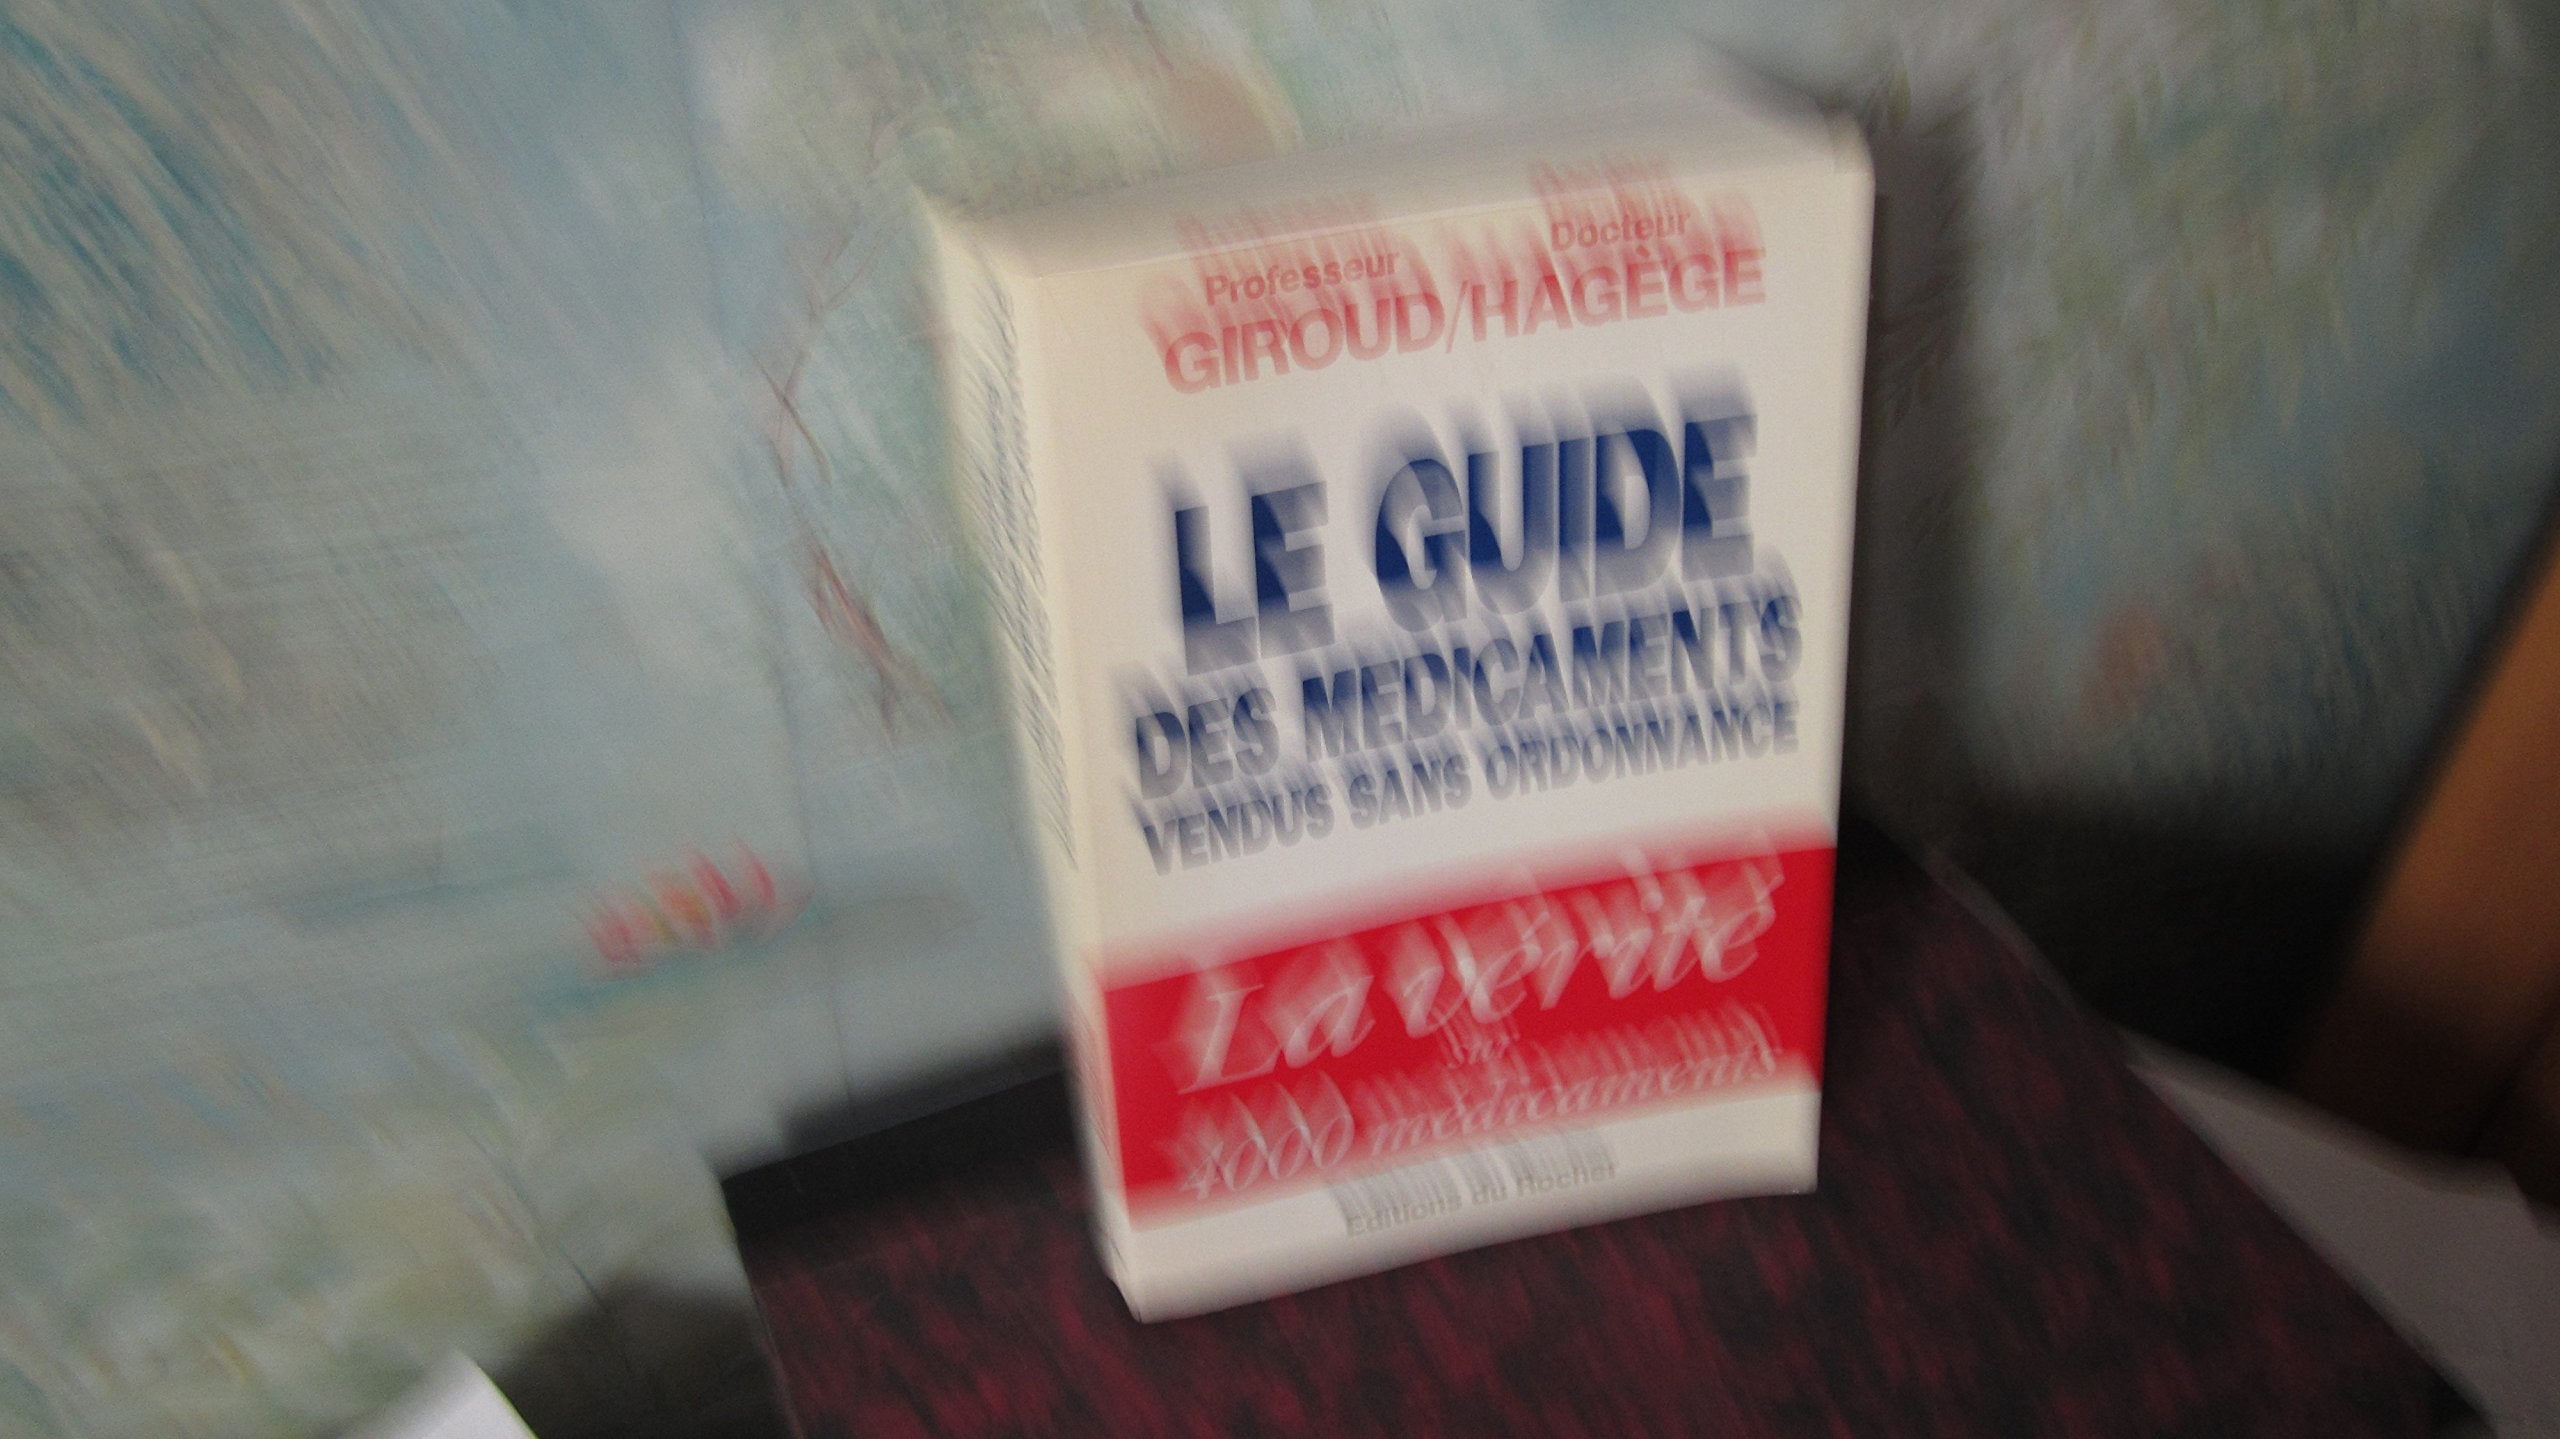 Professeur Docteur
GIROUD/HAGÈGE
LE GUIDE
DES MEDICAMENTS
VENDUS SANS ORDONNANCE
La vérité
sur
4000 médicaments
Editions du Rocher